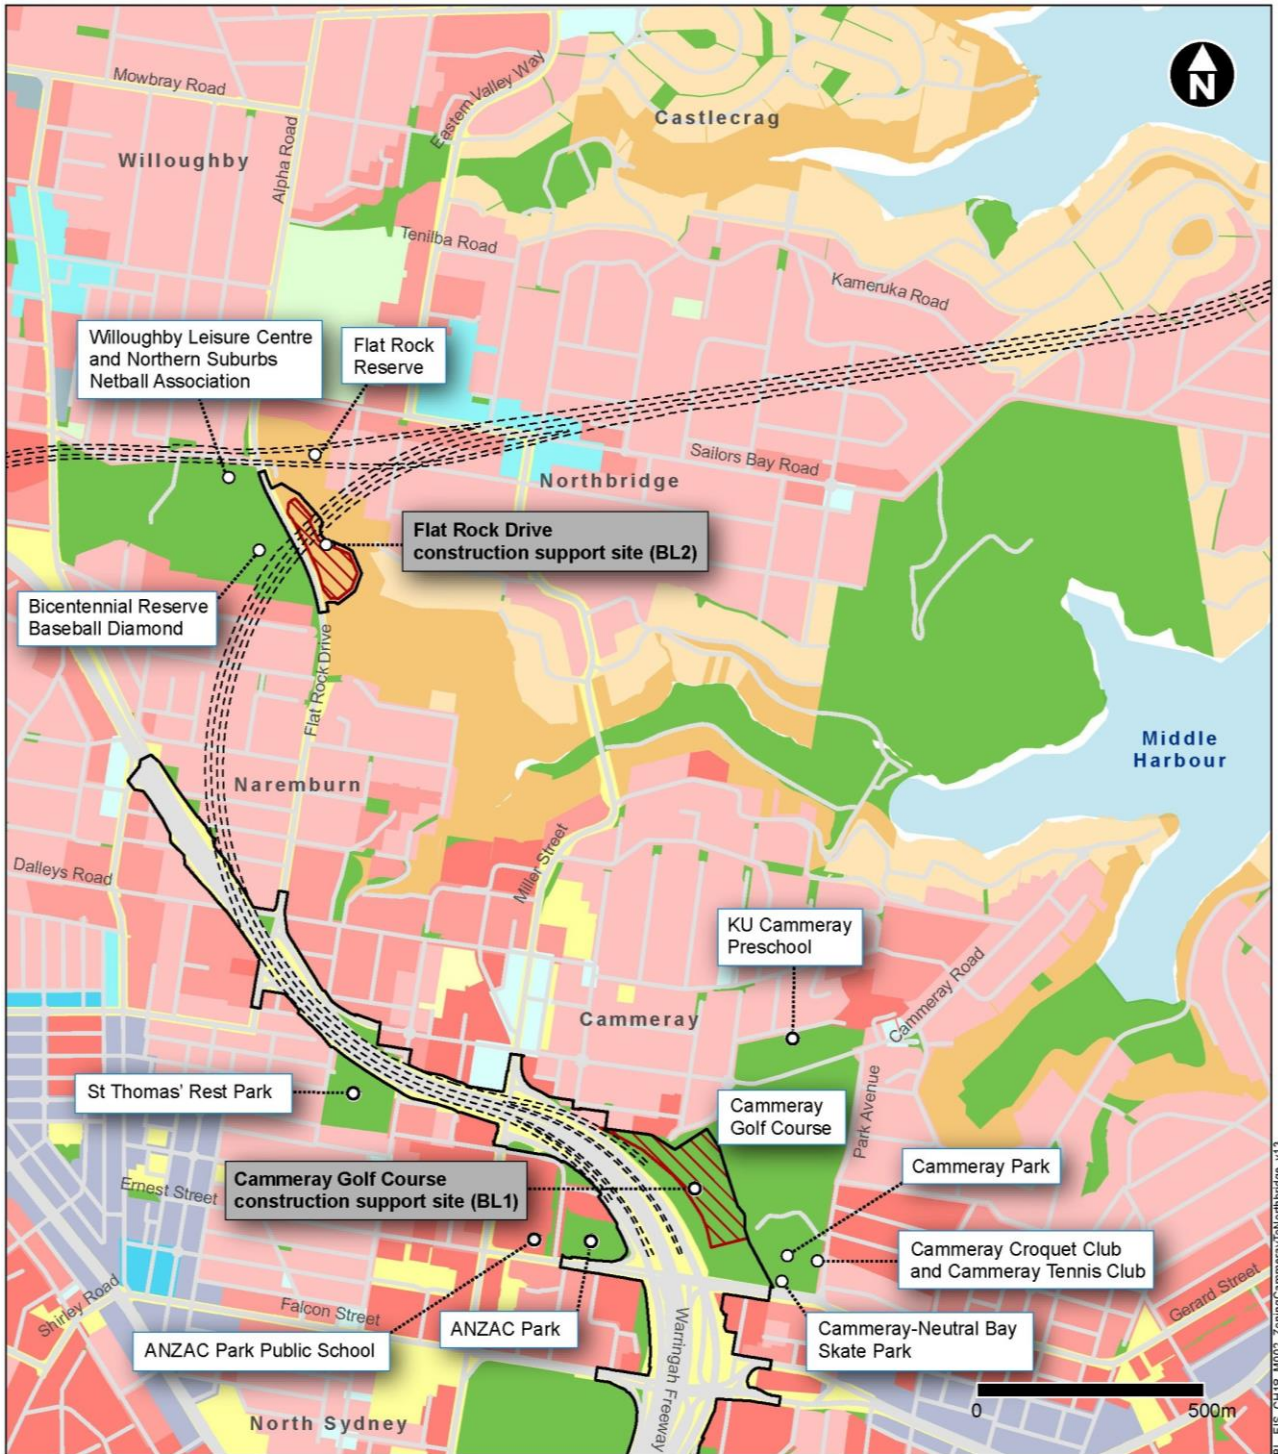 N
Mowbray Road
Eastern Valley Way
Castlecrag
Willoughby
Alpha Road
Tenilba Road
Kameruka Road
Willoughby Leisure Centre
and Northern Suburbs
Netball Association
Flat Rock
Reserve
Sailors Bay Road
Northbridge
Flat Rock Drive
construction support site (BL2)
Bicentennial Reserve
Baseball Diamond
Flat Rock Drive
Middle
Harbour
Naremburn
Dalleys Road
Miller Street
KU Cammeray
Preschool
Cammeray Road
Cammeray
St Thomas' Rest Park
Park Avenue
Cammeray
Golf Course
Cammeray Park
Cammeray Golf Course
construction support site (BL1)
Ernest Street
Cammeray Croquet Club
and Cammeray Tennis Club
Shirley Road
Falcon Street
Gerard Street
ANZAC Park
ANZAC Park Public School
Cammeray-Neutral Bay
Skate Park
Warringah Freeway
0 500m
North Sydney